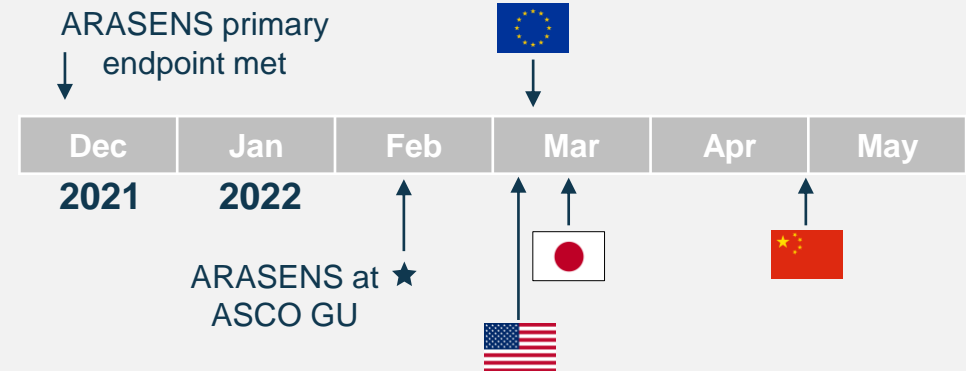 ARASENS primary
endpoint met
Dec Jan Feb Mar Apr May
2021 2022
ARASENS at
ASCO GU